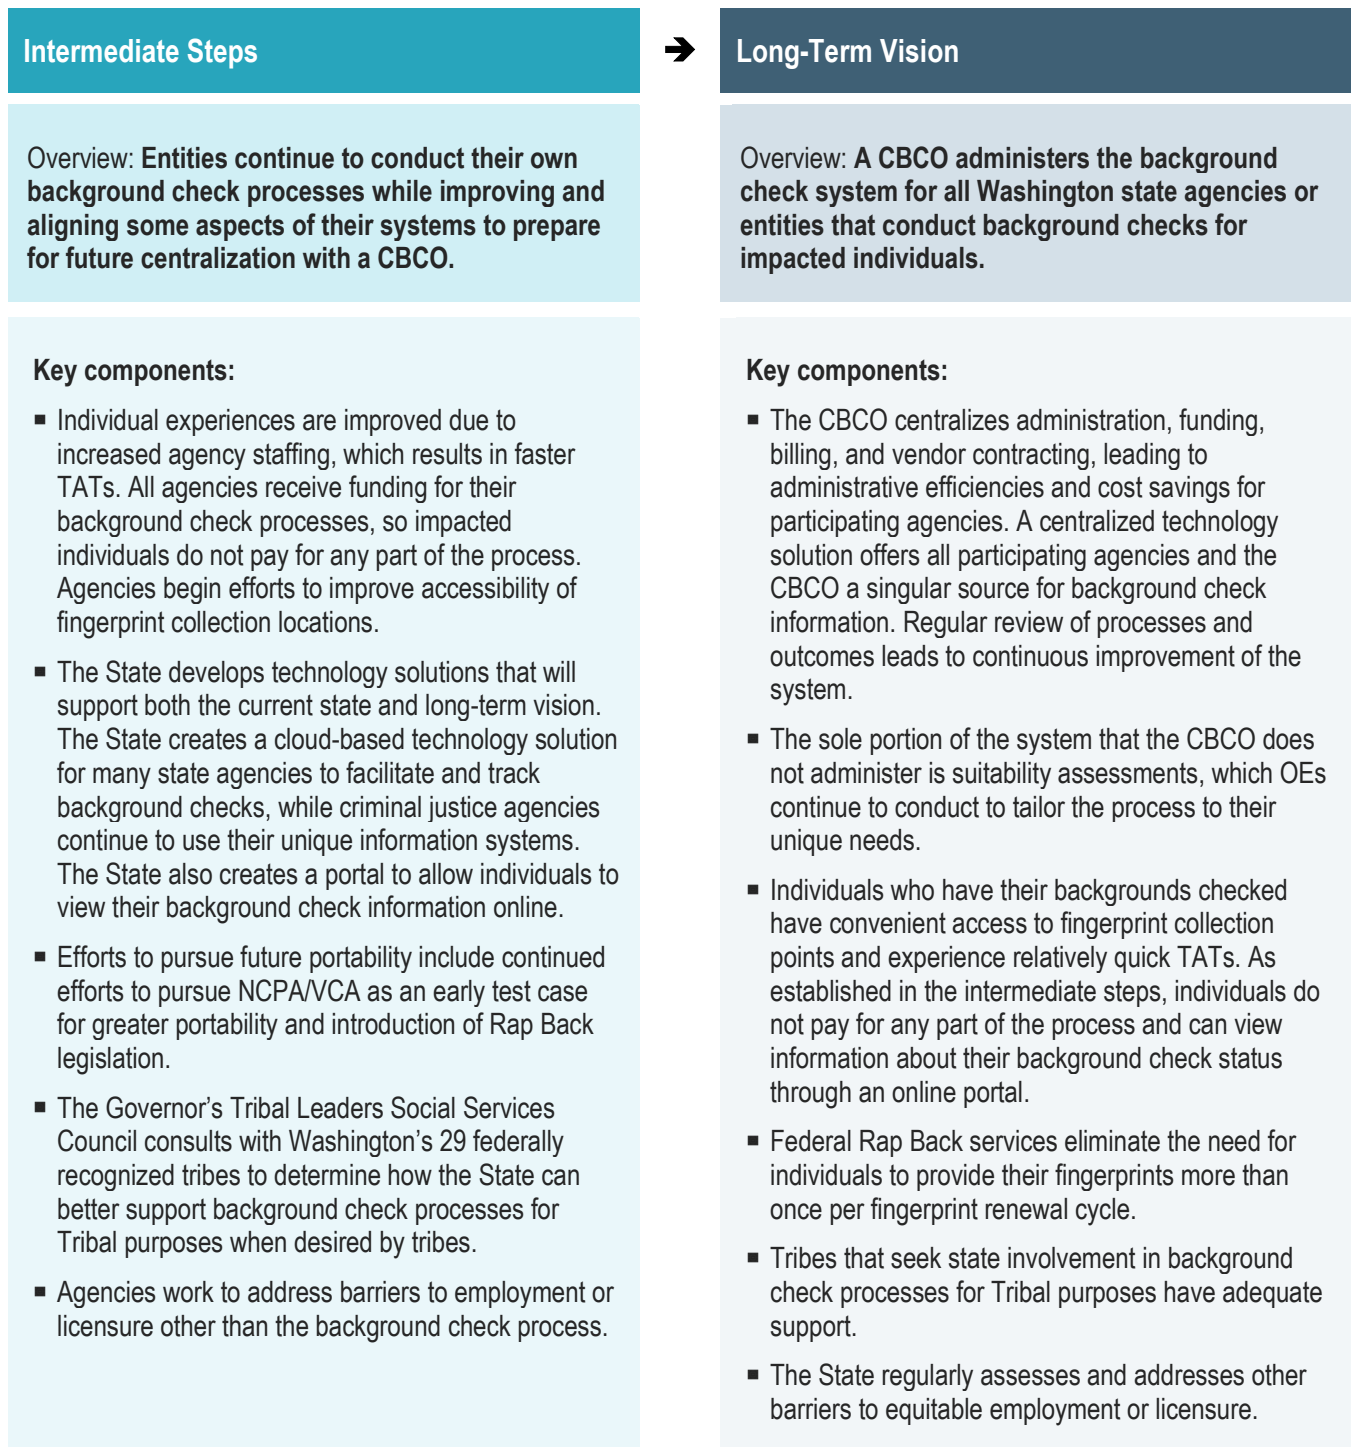 Intermediate Steps
Overview: Entities continue to conduct their own
background check processes while improving and
aligning some aspects of their systems to prepare
for future centralization with a CBCO.
Key components:
▪ Individual experiences are improved due to
increased agency staffing, which results in faster
TATs. All agencies receive funding for their
background check processes, so impacted
individuals do not pay for any part of the process.
Agencies begin efforts to improve accessibility of
fingerprint collection locations.
▪ The State develops technology solutions that will
support both the current state and long-term vision.
The State creates a cloud-based technology solution
for many state agencies to facilitate and track
background checks, while criminal justice agencies
continue to use their unique information systems.
The State also creates a portal to allow individuals to
view their background check information online.
▪ Efforts to pursue future portability include continued
efforts to pursue NCPA/VCA as an early test case
for greater portability and introduction of Rap Back
legislation.
▪ The Governor’s Tribal Leaders Social Services
Council consults with Washington’s 29 federally
recognized tribes to determine how the State can
better support background check processes for
Tribal purposes when desired by tribes.
▪ Agencies work to address barriers to employment or
licensure other than the background check process.
➔
Long-Term Vision
Overview: A CBCO administers the background
check system for all Washington state agencies or
entities that conduct background checks for
impacted individuals.
Key components:
▪ The CBCO centralizes administration, funding,
billing, and vendor contracting, leading to
administrative efficiencies and cost savings for
participating agencies. A centralized technology
solution offers all participating agencies and the
CBCO a singular source for background check
information. Regular review of processes and
outcomes leads to continuous improvement of the
system.
▪ The sole portion of the system that the CBCO does
not administer is suitability assessments, which OEs
continue to conduct to tailor the process to their
unique needs.
▪ Individuals who have their backgrounds checked
have convenient access to fingerprint collection
points and experience relatively quick TATs. As
established in the intermediate steps, individuals do
not pay for any part of the process and can view
information about their background check status
through an online portal.
▪ Federal Rap Back services eliminate the need for
individuals to provide their fingerprints more than
once per fingerprint renewal cycle.
▪ Tribes that seek state involvement in background
check processes for Tribal purposes have adequate
support.
▪ The State regularly assesses and addresses other
barriers to equitable employment or licensure.